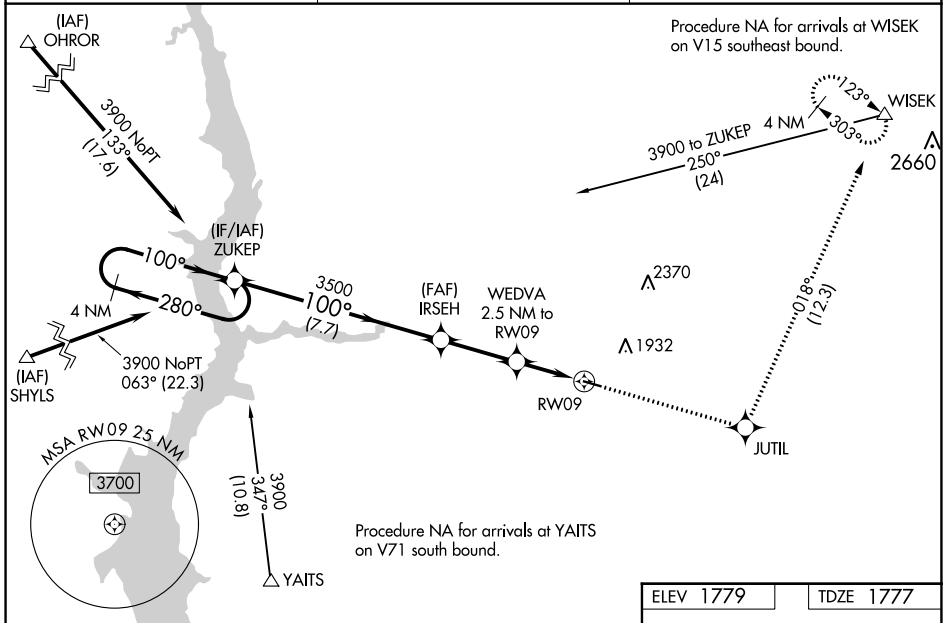 (IAF)
OHROR
3900 NoPT
133°
(17.6)
Procedure NA for arrivals at WISEK
on V15 southeast bound.
123°
303°
4 NM
WISEK
2660
3900 to ZUKEP
250°
(24)
(IF/IAF)
ZUKEP
100°
280°
4 NM
3500
100°
(7.7)
(FAF)
IRSEH
WEDVA
2.5 NM to
RW09
2370
1932
018°
(12.3)
(IAF)
SHYLS
3900 NoPT
063° (22.3)
RW09
JUTIL
MSA RW09 25 NM
3700
3900
347°
(10.8)
YAITS
Procedure NA for arrivals at YAITS
on V71 south bound.
ELEV 1779
TDZE 1777